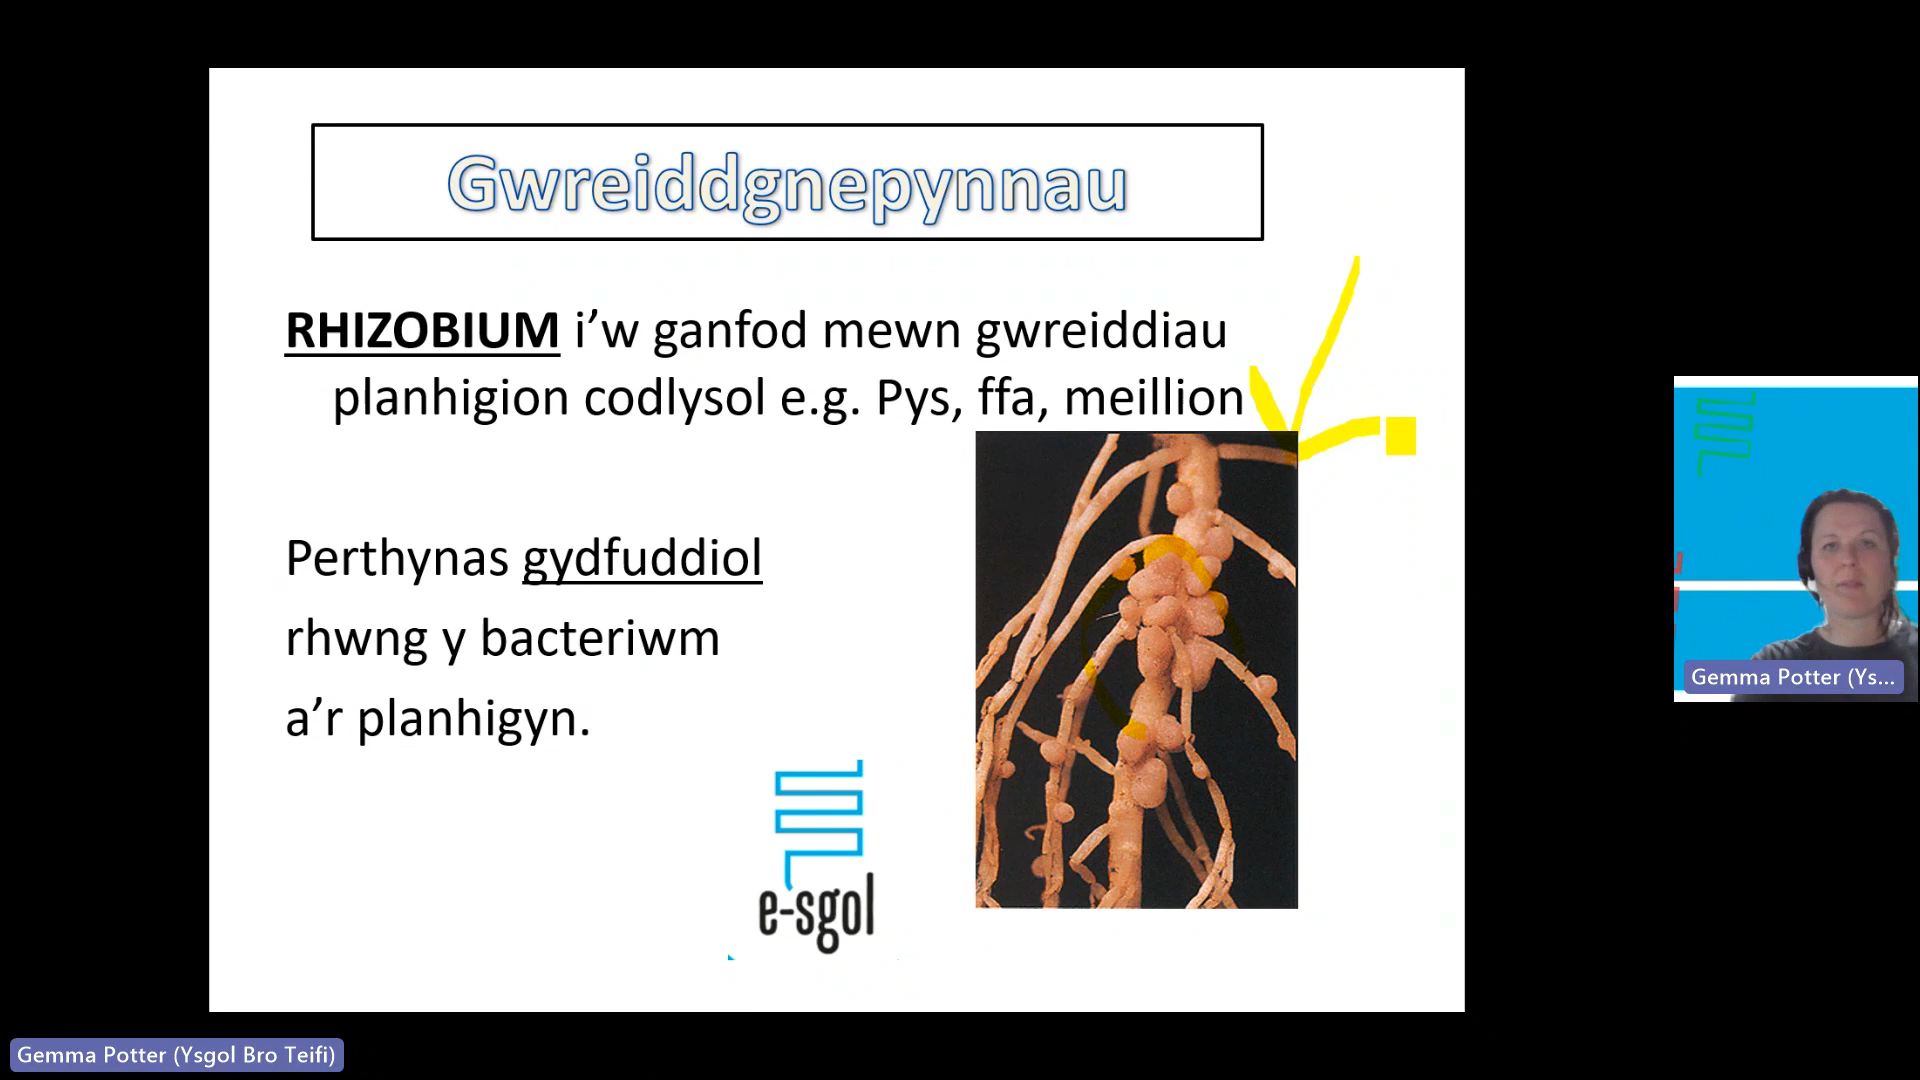 Gwreiddgnepynnau
RHIZOBIUM i’w ganfod mewn gwreiddiau
planhigion codlysol e.g. Pys, ffa, meillion
Perthynas gydfuddiol
rhwng y bacteriwm
a’r planhigyn.
e-sgol
Gemma Potter (Ys...
Gemma Potter (Ysgol Bro Teifi)